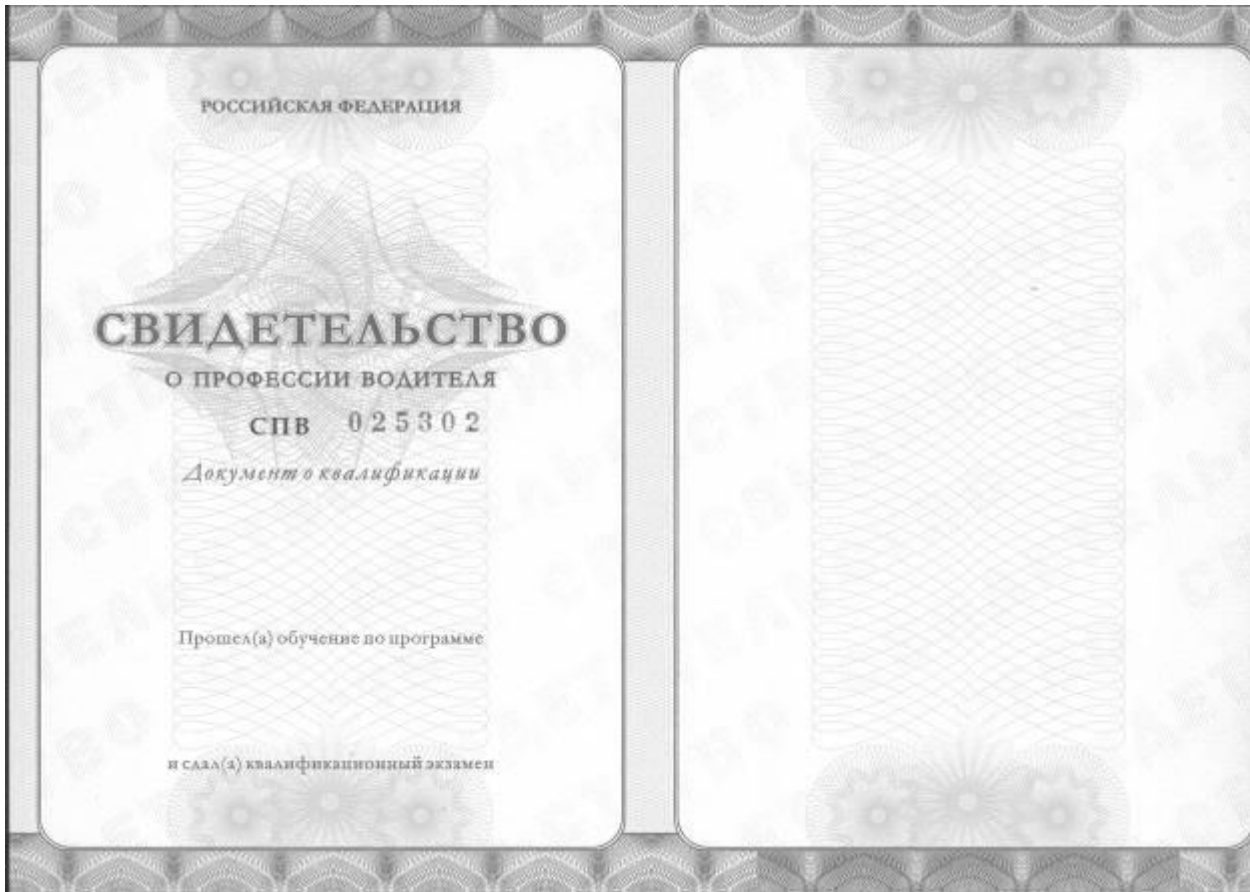 РОССИЙСКАЯ ФЕДЕРАЦИЯ
СВИДЕТЕЛЬСТВО
О ПРОФЕССИИ ВОДИТЕЛЯ
СПВ 025302
Документ о квалификации
Прошел(а) обучение по программе
и сдал(а) квалификационный экзамен